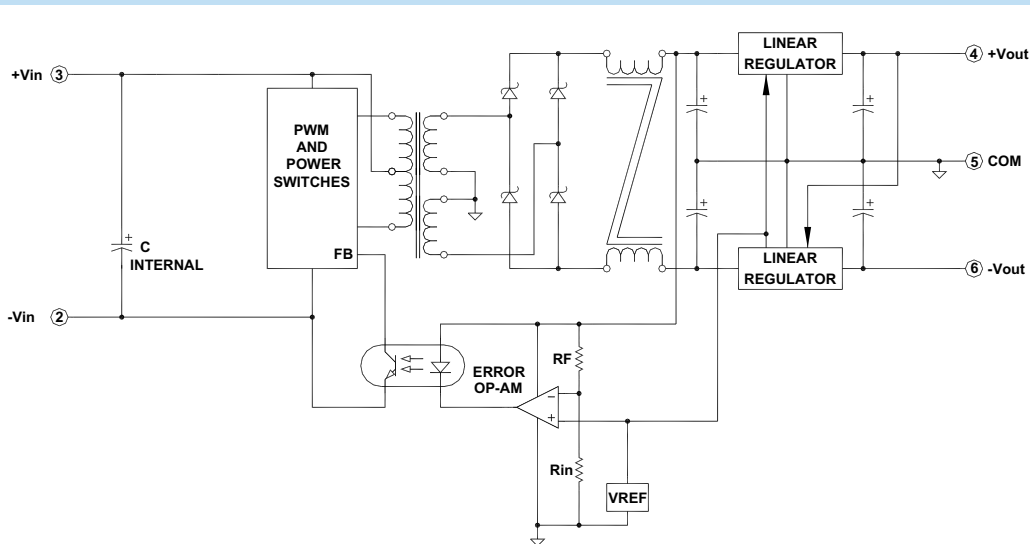 LINEAR
REGULATOR
4 +Vout
+Vin 3
PWM
AND
POWER
SWITCHES
5 COM
+
+
+
+
+
C
INTERNAL
FB
LINEAR
REGULATOR
6 -Vout
-Vin 2
RF
ERROR
OP-AM
−
+
Rin
VREF